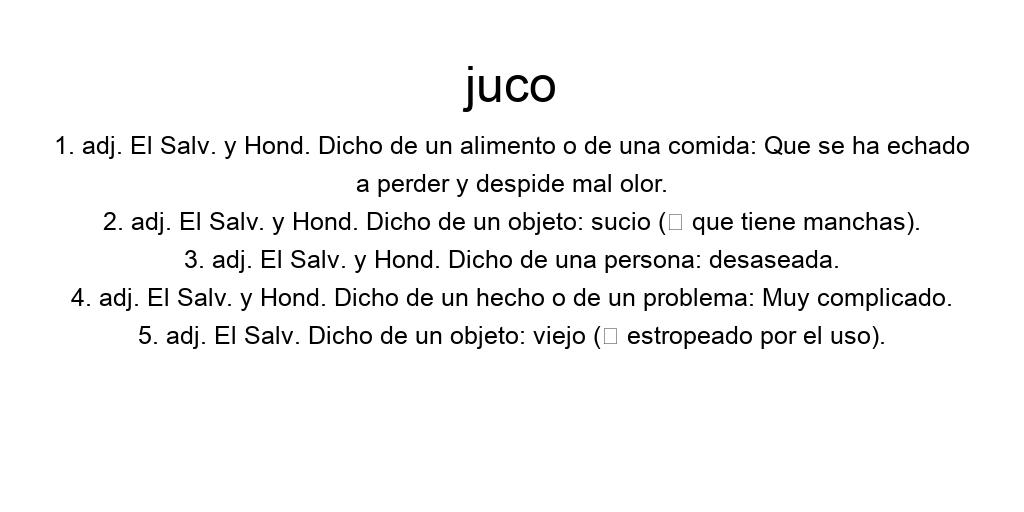 juco
1. adj. El Salv. y Hond. Dicho de un alimento o de una comida: Que se ha echado
a perder y despide mal olor.
2. adj. El Salv. y Hond. Dicho de un objeto: sucio (□ que tiene manchas).
3. adj. El Salv. y Hond. Dicho de una persona: desaseada.
4. adj. El Salv. y Hond. Dicho de un hecho o de un problema: Muy complicado.
5. adj. El Salv. Dicho de un objeto: viejo (□ estropeado por el uso).